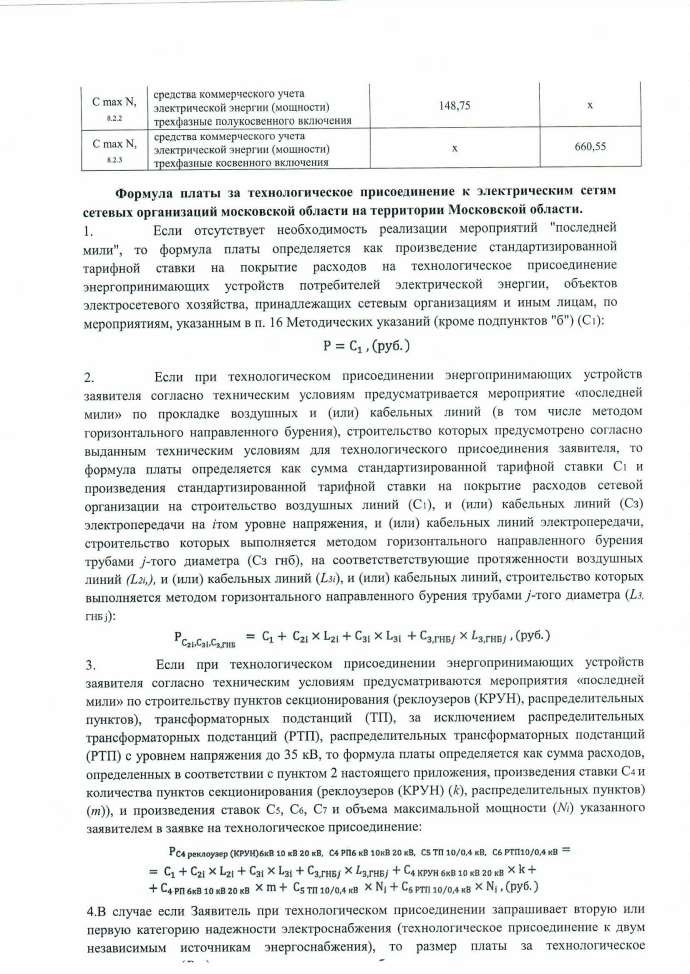 C max N, 8.2.2
средства коммерческого учета
электрической энергии (мощности)
трехфазные полукосвенного включения
148,75
x
C max N, 8.2.3
средства коммерческого учета
электрической энергии (мощности)
трехфазные косвенного включения
x
660,55
Формула платы за технологическое присоединение к электрическим сетям
сетевых организаций московской области на территории Московской области.
1. Если отсутствует необходимость реализации мероприятий "последней
мили", то формула платы определяется как произведение стандартизированной
тарифной ставки на покрытие расходов на технологическое присоединение
энергопринимающих устройств потребителей электрической энергии, объектов
электросетевого хозяйства, принадлежащих сетевым организациям и иным лицам, по
мероприятиям, указанным в п. 16 Методических указаний (кроме подпунктов "б") (C1):
P = C₁ , (руб.)
2. Если при технологическом присоединении энергопринимающих устройств
заявителя согласно техническим условиям предусматривается мероприятие «последней
мили» по прокладке воздушных и (или) кабельных линий (в том числе методом
горизонтального направленного бурения), строительство которых предусмотрено согласно
выданным техническим условиям для технологического присоединения заявителя, то
формула платы определяется как сумма стандартизированной тарифной ставки C1 и
произведения стандартизированной тарифной ставки на покрытие расходов сетевой
организации на строительство воздушных линий (C1), и (или) кабельных линий (C3)
электропередачи на iтом уровне напряжения, и (или) кабельных линий электропередачи,
строительство которых выполняется методом горизонтального направленного бурения
трубами j-того диаметра (C3 гнб), на соответстветствующие протяженности воздушных
линий (L2i,), и (или) кабельных линий (L3i), и (или) кабельных линий, строительство которых
выполняется методом горизонтального направленного бурения трубами j-того диаметра (L3,
ГНБ j):
P C2i,C3i,C3,ГНБ = C₁ + C2i × L2i + C3i × L3i + C3,ГНБj × L3,ГНБj , (руб.)
3. Если при технологическом присоединении энергопринимающих устройств
заявителя согласно техническим условиям предусматриваются мероприятия «последней
мили» по строительству пунктов секционирования (реклоузеров (КРУН), распределительных
пунктов), трансформаторных подстанций (ТП), за исключением распределительных
трансформаторных подстанций (РТП), распределительных трансформаторных подстанций
(РТП) с уровнем напряжения до 35 кВ, то формула платы определяется как сумма расходов,
определенных в соответствии с пунктом 2 настоящего приложения, произведения ставки C4 и
количества пунктов секционирования (реклоузеров (КРУН) (k), распределительных пунктов)
(m)), и произведения ставок C5, C6, C7 и объема максимальной мощности (Ni) указанного
заявителем в заявке на технологическое присоединение:
P C4 реклоузер (КРУН)6кВ 10 кВ 20 кВ, C4 РП6 кВ 10кВ 20 кВ, C5 ТП 10/0,4 кВ, C6 РТП10/0,4 кВ =
= C₁ + C2i × L2i + C3i × L3i + C3,ГНБj × L3,ГНБj + C4 КРУН 6кВ 10 кВ 20 кВ × k +
+ C4 РП 6кВ 10 кВ 20 кВ × m + C5 ТП 10/0,4 кВ × Ni + C6 РТП 10/0,4 кВ × Ni , (руб.)
4.В случае если Заявитель при технологическом присоединении запрашивает вторую или
первую категорию надежности электроснабжения (технологическое присоединение к двум
независимым источникам энергоснабжения), то размер платы за технологическое